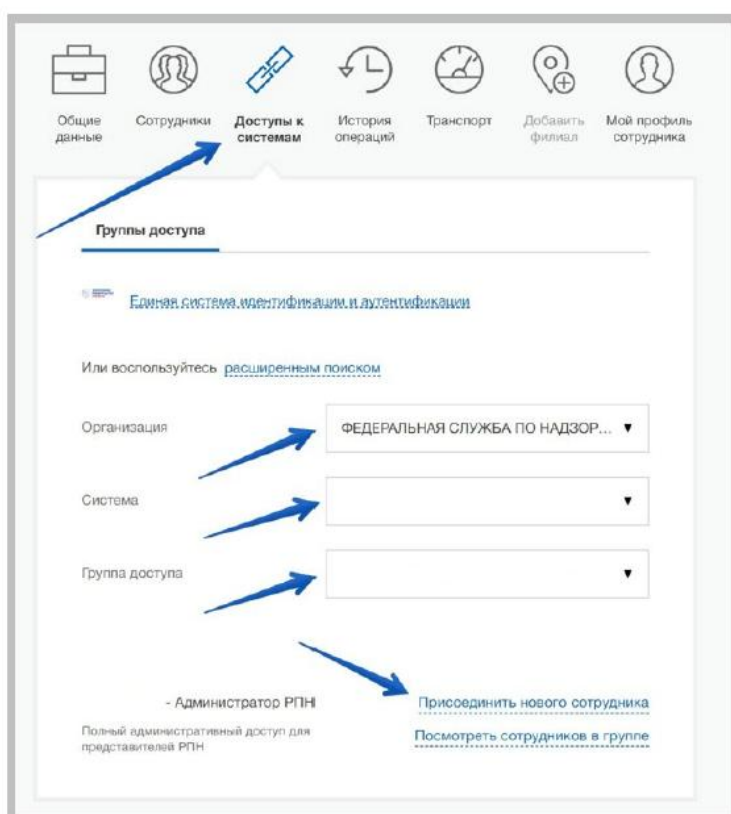 Общие данные
Сотрудники
Доступы к системам
История операций
Транспорт
Добавить филиал
Мой профиль сотрудника
Группы доступа
Единая система идентификации и аутентификации
Или воспользуйтесь расширенным поиском
Организация
ФЕДЕРАЛЬНАЯ СЛУЖБА ПО НАДЗОР...
Система
Группа доступа
- Администратор РПН
Присоединить нового сотрудника
Полный административный доступ для
представителей РПН
Посмотреть сотрудников в группе